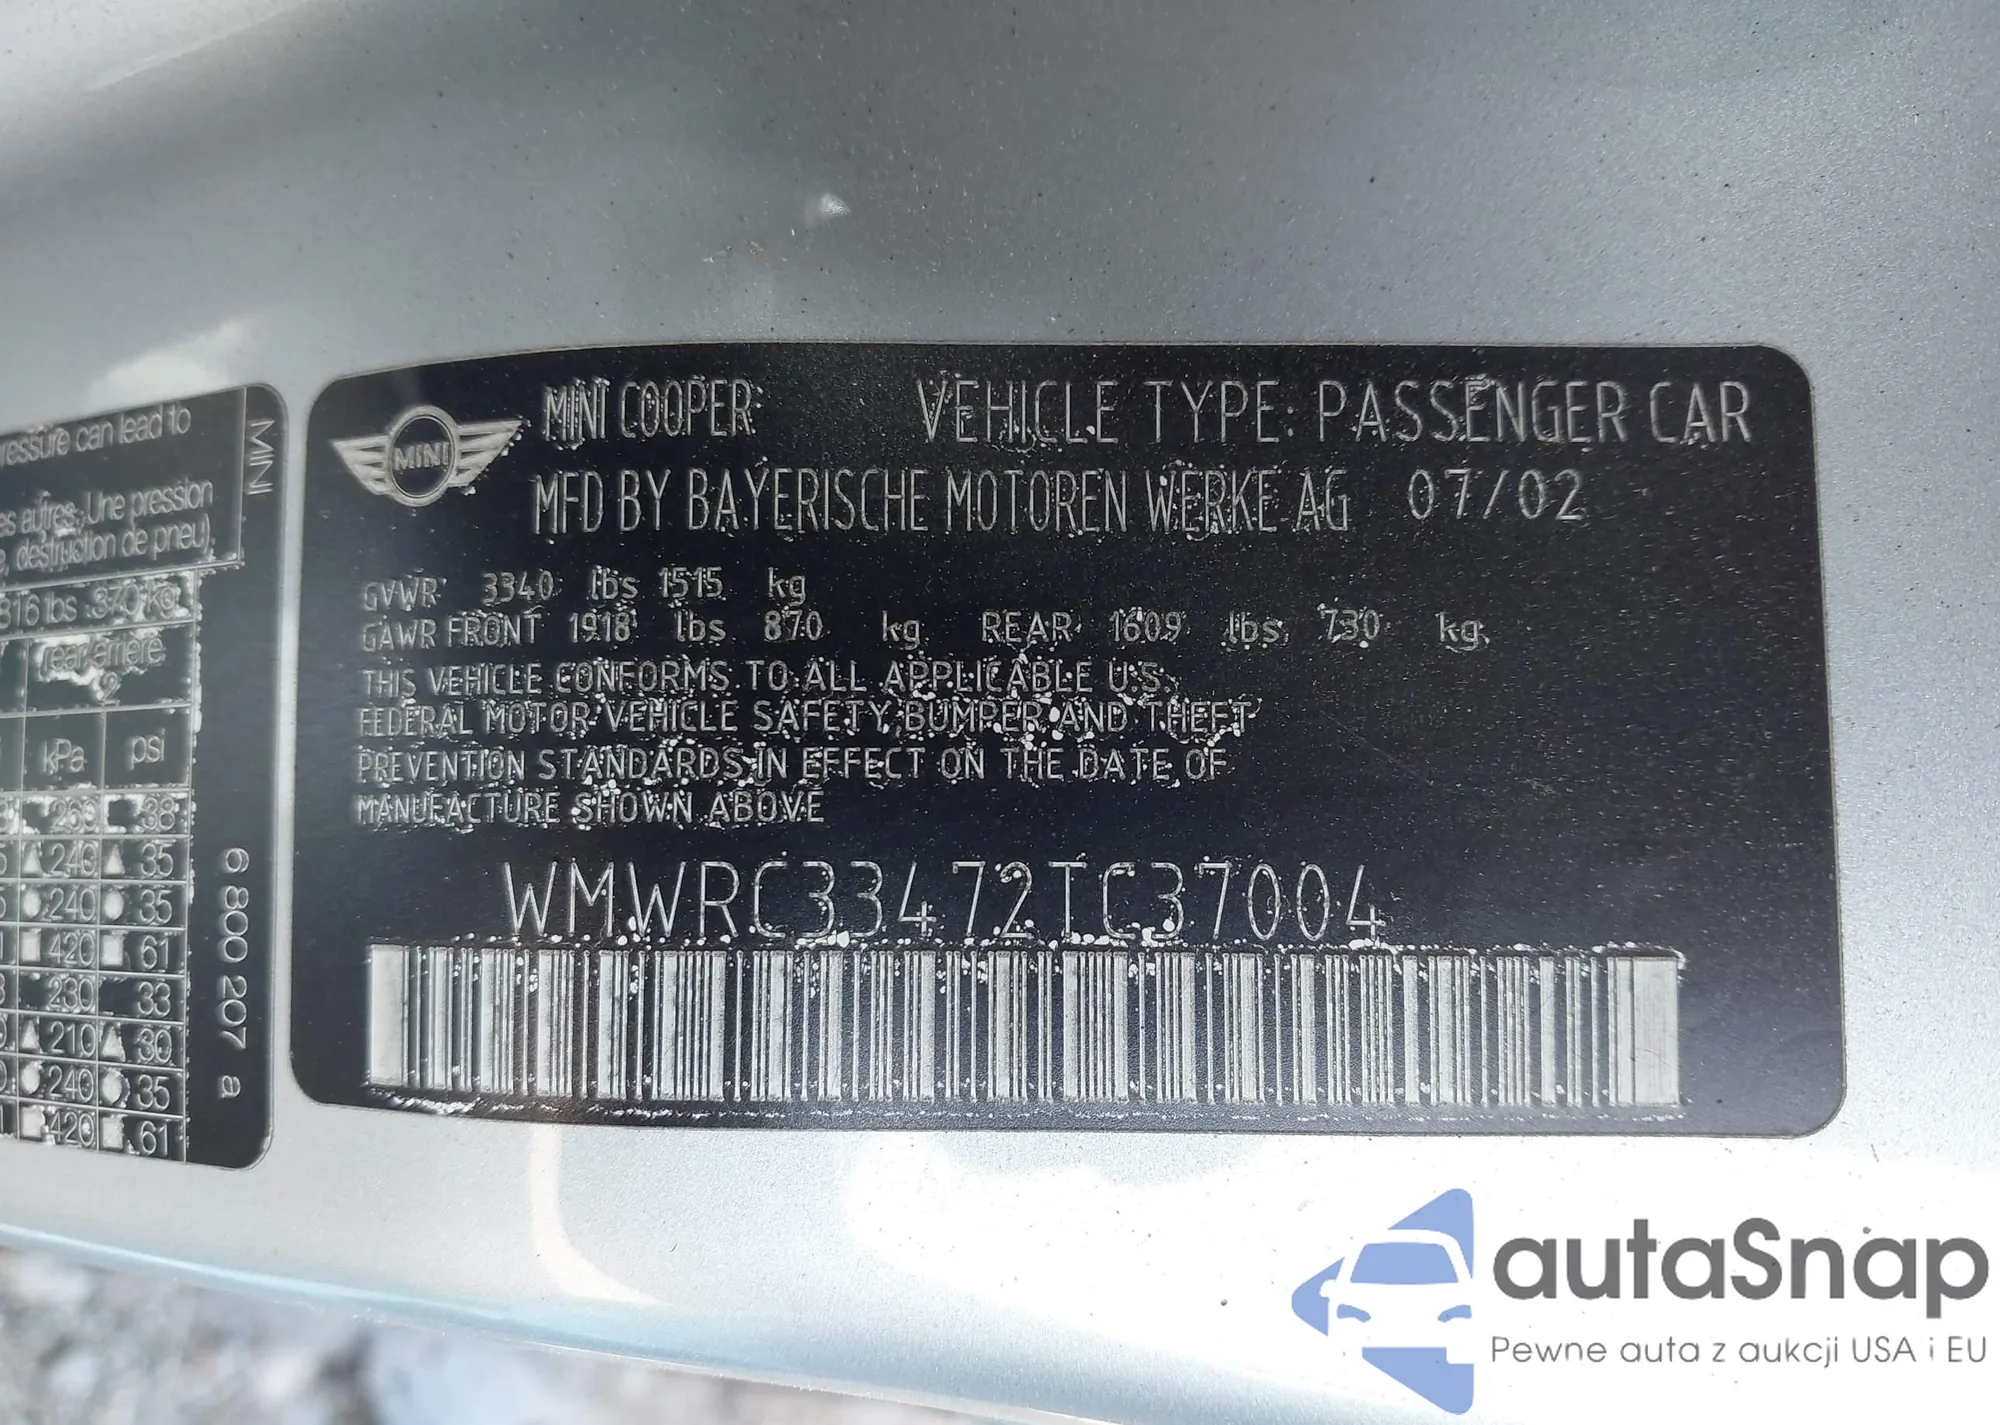 ressure can lead to
MINI
es autres. Une pression
destruction de pneu).
816 lbs 370 kg
rear/arrière
2
kPa psi
269 38
240 35
240 35
420 61
230 33
210 30
240 35
420 61
6 800 207 a
MINI
MINI COOPER VEHICLE TYPE: PASSENGER CAR
MFD BY BAYERISCHE MOTOREN WERKE AG 07/02
GVWR 3340 lbs 1515 kg
GAWR FRONT 1918 lbs 870 kg REAR 1609 lbs 730 kg
THIS VEHICLE CONFORMS TO ALL APPLICABLE U.S.
FEDERAL MOTOR VEHICLE SAFETY, BUMPER AND THEFT
PREVENTION STANDARDS IN EFFECT ON THE DATE OF
MANUFACTURE SHOWN ABOVE
WMWRC33472TC37004
autaSnap
Pewne auta z aukcji USA i EU